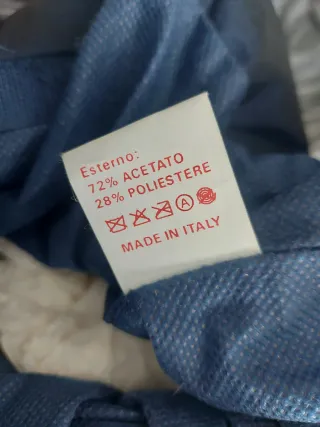 Esterno:
72% ACETATO
28% POLIESTERE
A
MADE IN ITALY